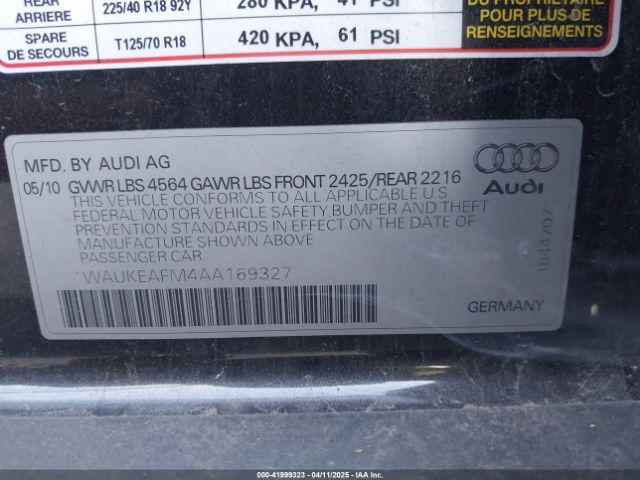 REAR
ARRIERE
225/40 R18 92Y
280 KPA, 41 PSI
SPARE
DE SECOURS
T125/70 R18
420 KPA, 61 PSI
DU PROPRIÉTAIRE
POUR PLUS DE
RENSEIGNEMENTS
MFD. BY AUDI AG
05/10 GVWR LBS 4564 GAWR LBS FRONT 2425/REAR 2216
THIS VEHICLE CONFORMS TO ALL APPLICABLE U S
FEDERAL MOTOR VEHICLE SAFETY,BUMPER AND THEFT
PREVENTION STANDARDS IN EFFECT ON THE DATE OF
MANUFACTURE SHOWN ABOVE
PASSENGER CAR
WAUKEAFM4AA169327
Audi
1844707
GERMANY
000-41999323 - 04/11/2025 - IAA Inc.